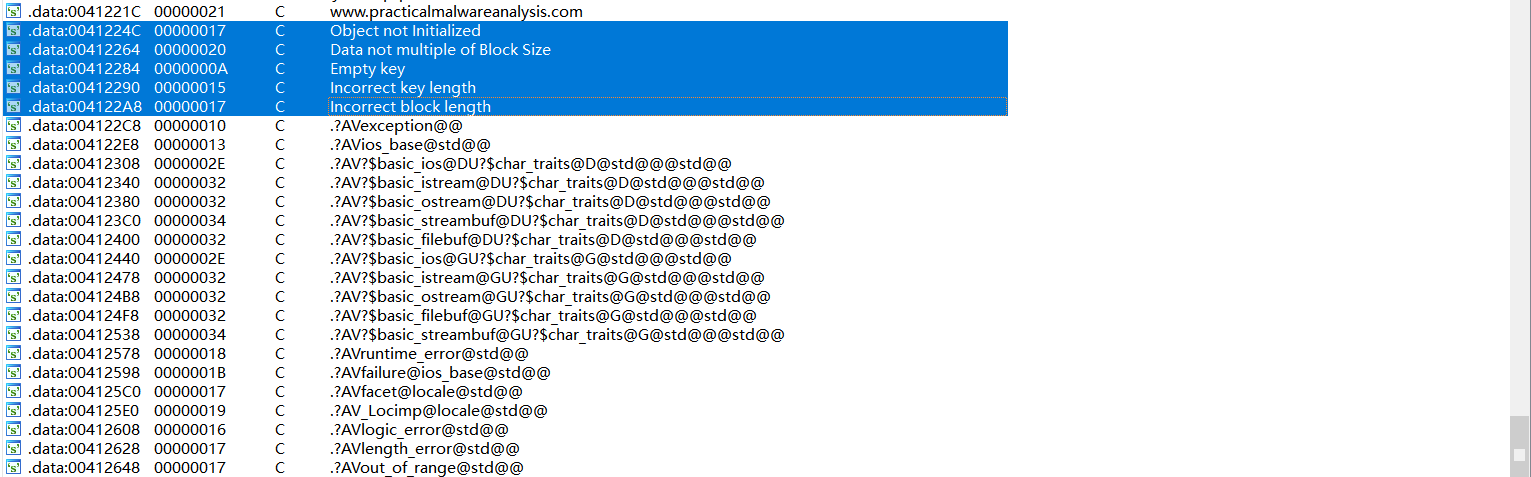 .data:0041221C 00000021 C www.practicalmalwareanalysis.com
.data:0041224C 00000017 C Object not Initialized
.data:00412264 00000020 C Data not multiple of Block Size
.data:00412284 0000000A C Empty key
.data:00412290 00000015 C Incorrect key length
.data:004122A8 00000017 C Incorrect block length
.data:004122C8 00000010 C .?AVexception@@
.data:004122E8 00000013 C .?AVios_base@std@@
.data:00412308 0000002E C .?AV?$basic_ios@DU?$char_traits@D@std@@@std@@
.data:00412340 00000032 C .?AV?$basic_istream@DU?$char_traits@D@std@@@std@@
.data:00412380 00000032 C .?AV?$basic_ostream@DU?$char_traits@D@std@@@std@@
.data:004123C0 00000034 C .?AV?$basic_streambuf@DU?$char_traits@D@std@@@std@@
.data:00412400 00000032 C .?AV?$basic_filebuf@DU?$char_traits@D@std@@@std@@
.data:00412440 0000002E C .?AV?$basic_ios@GU?$char_traits@G@std@@@std@@
.data:00412478 00000032 C .?AV?$basic_istream@GU?$char_traits@G@std@@@std@@
.data:004124B8 00000032 C .?AV?$basic_ostream@GU?$char_traits@G@std@@@std@@
.data:004124F8 00000032 C .?AV?$basic_filebuf@GU?$char_traits@G@std@@@std@@
.data:00412538 00000034 C .?AV?$basic_streambuf@GU?$char_traits@G@std@@@std@@
.data:00412578 00000018 C .?AVruntime_error@std@@
.data:00412598 0000001B C .?AVfailure@ios_base@std@@
.data:004125C0 00000017 C .?AVfacet@locale@std@@
.data:004125E0 00000019 C .?AV_Locimp@locale@std@@
.data:00412608 00000016 C .?AVlogic_error@std@@
.data:00412628 00000017 C .?AVlength_error@std@@
.data:00412648 00000017 C .?AVout_of_range@std@@